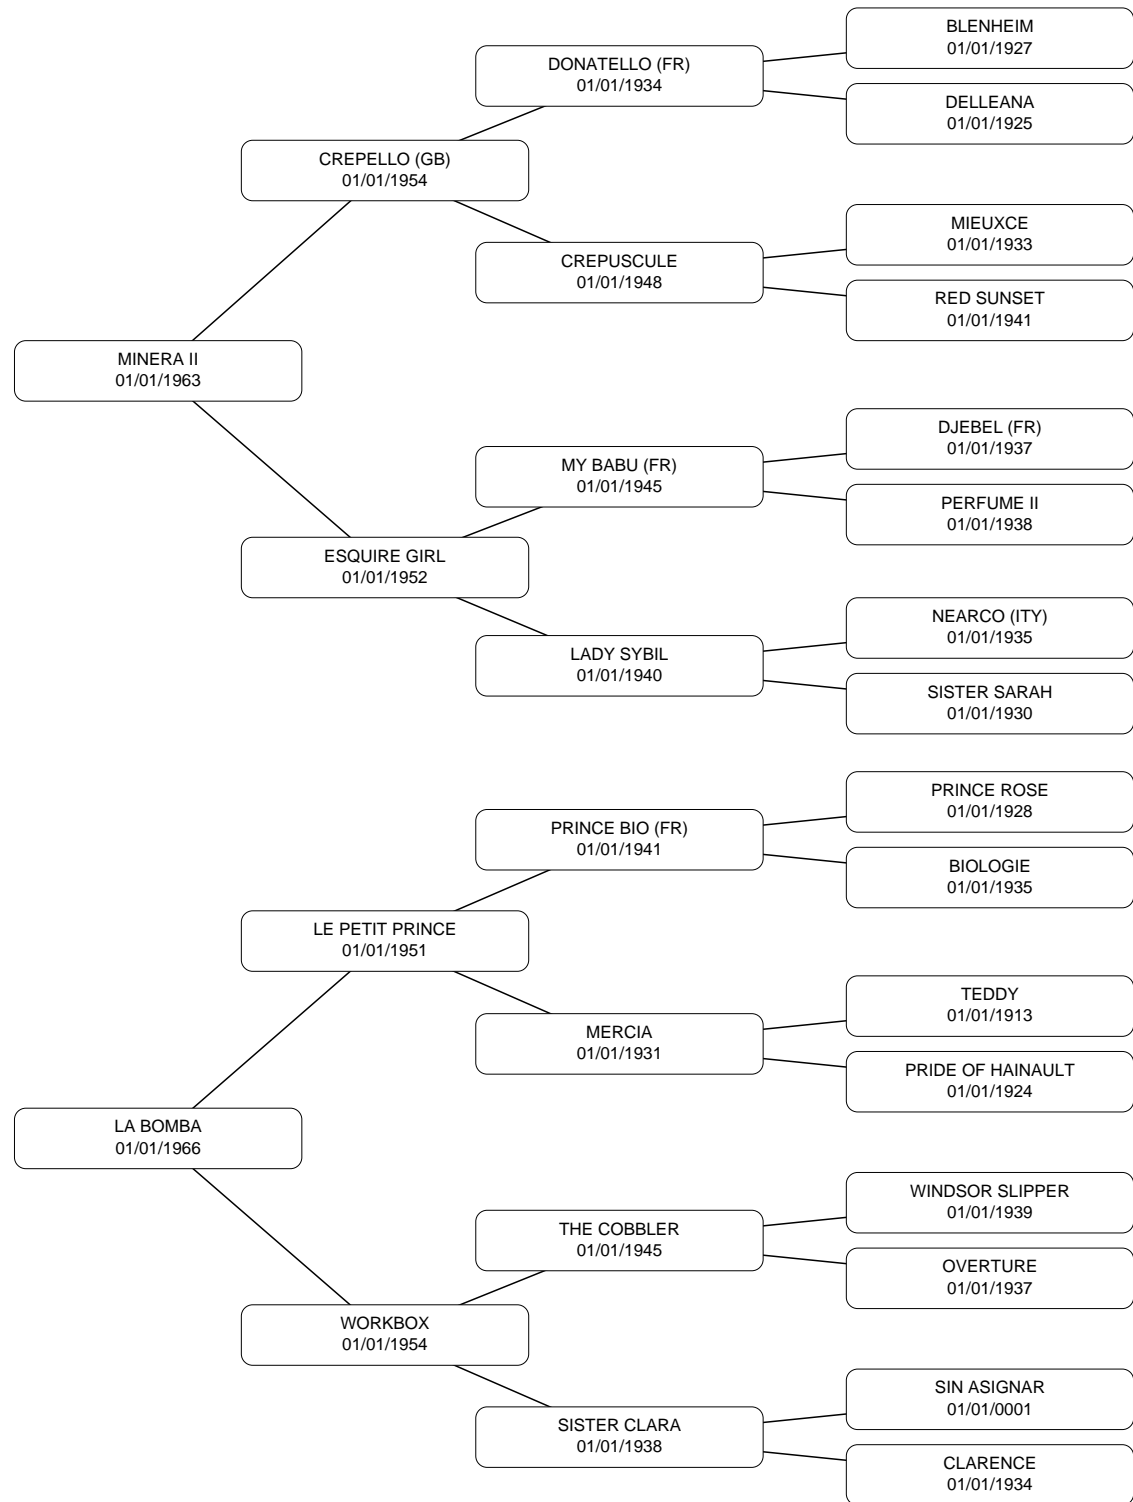 BLENHEIM
01/01/1927
DONATELLO (FR)
01/01/1934
DELLEANA
01/01/1925
CREPELLO (GB)
01/01/1954
MIEUXCE
01/01/1933
CREPUSCULE
01/01/1948
RED SUNSET
01/01/1941
MINERA II
01/01/1963
DJEBEL (FR)
01/01/1937
MY BABU (FR)
01/01/1945
PERFUME II
01/01/1938
ESQUIRE GIRL
01/01/1952
NEARCO (ITY)
01/01/1935
LADY SYBIL
01/01/1940
SISTER SARAH
01/01/1930
PRINCE ROSE
01/01/1928
PRINCE BIO (FR)
01/01/1941
BIOLOGIE
01/01/1935
LE PETIT PRINCE
01/01/1951
TEDDY
01/01/1913
MERCIA
01/01/1931
PRIDE OF HAINAULT
01/01/1924
LA BOMBA
01/01/1966
WINDSOR SLIPPER
01/01/1939
THE COBBLER
01/01/1945
OVERTURE
01/01/1937
WORKBOX
01/01/1954
SIN ASIGNAR
01/01/0001
SISTER CLARA
01/01/1938
CLARENCE
01/01/1934